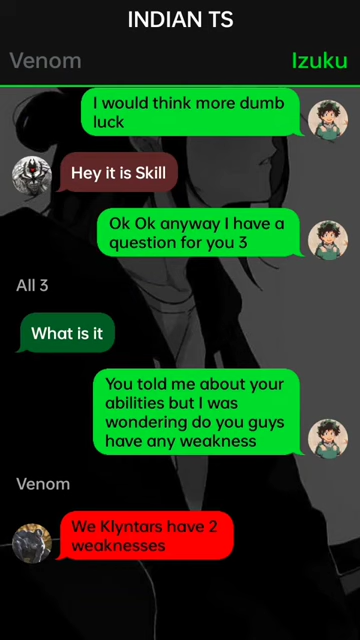 INDIAN TS
Venom
Izuku
I would think more dumb
luck
Hey it is Skill
Ok Ok anyway I have a
question for you 3
All 3
What is it
You told me about your
abilities but I was
wondering do you guys
have any weakness
Venom
We Klyntars have 2
weaknesses